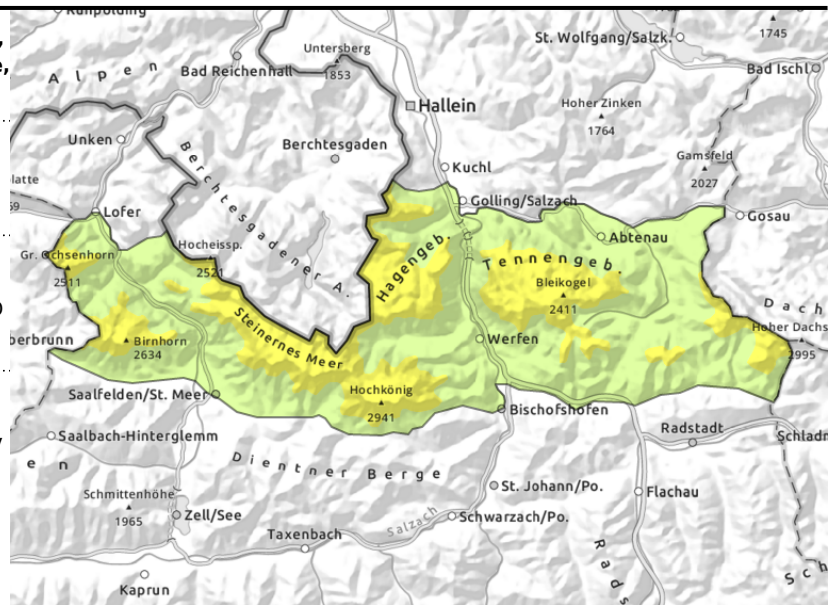 Ruhpolding
St. Wolfgang/Salzk.
1745
Untersberg
1853
Bad Reichenhall
Bad Ischl
Alpen
Hallein
Hoher Zinken
1764
Unken
Berchtesgaden
Gamsfeld
2027
Kuchl
Berchtesgadener A.
Golling/Salzach
Lofer
Gosau
Abtenau
Hocheissp.
2521
Gr. Ochsenhorn
2511
Hagengeb.
Tennengeb.
Bleikogel
2411
Steinernes Meer
Birnhorn
2634
Werfen
Hoher Dachs
2995
Hochkönig
2941
Saalfelden/St. Meer
Bischofshofen
Saalbach-Hinterglemm
Radstadt
Dientner Berge
St. Johann/Po.
Flachau
Schmittenhöhe
1965
Zell/See
Salzach
Schwarzach/Po.
Taxenbach
Kaprun